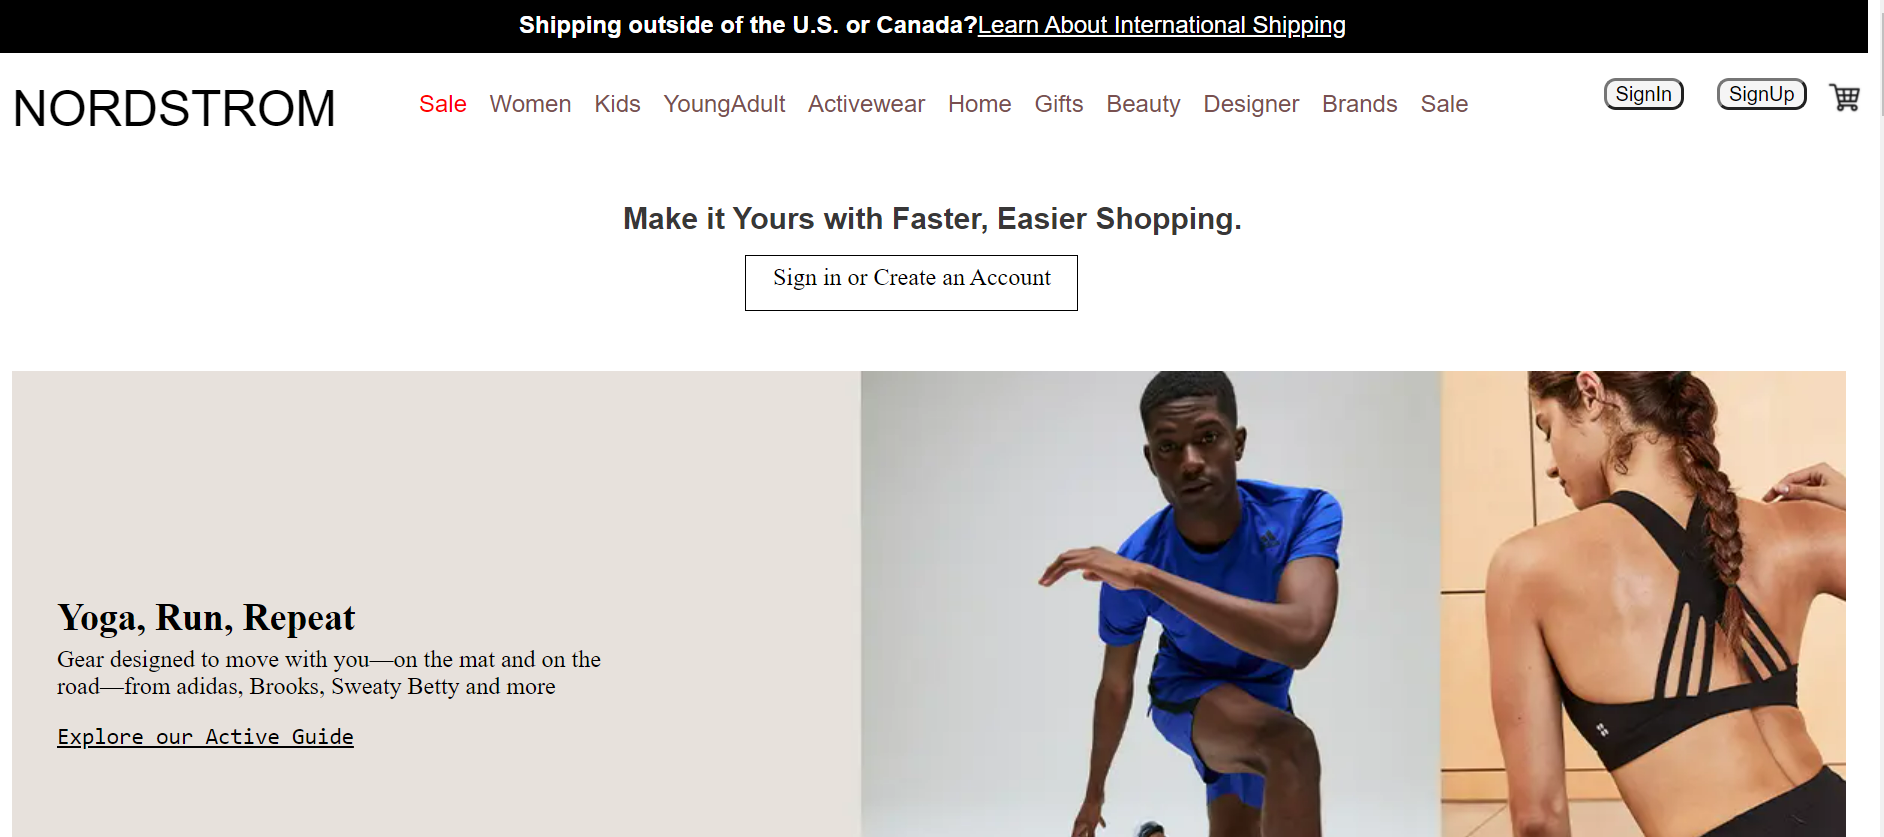 Shipping outside of the U.S. or Canada?Learn About International Shipping
NORDSTROM
Sale Women Kids YoungAdult Activewear Home Gifts Beauty Designer Brands Sale
SignIn SignUp
Make it Yours with Faster, Easier Shopping.
Sign in or Create an Account
Yoga, Run, Repeat
Gear designed to move with you—on the mat and on the
road—from adidas, Brooks, Sweaty Betty and more
Explore our Active Guide